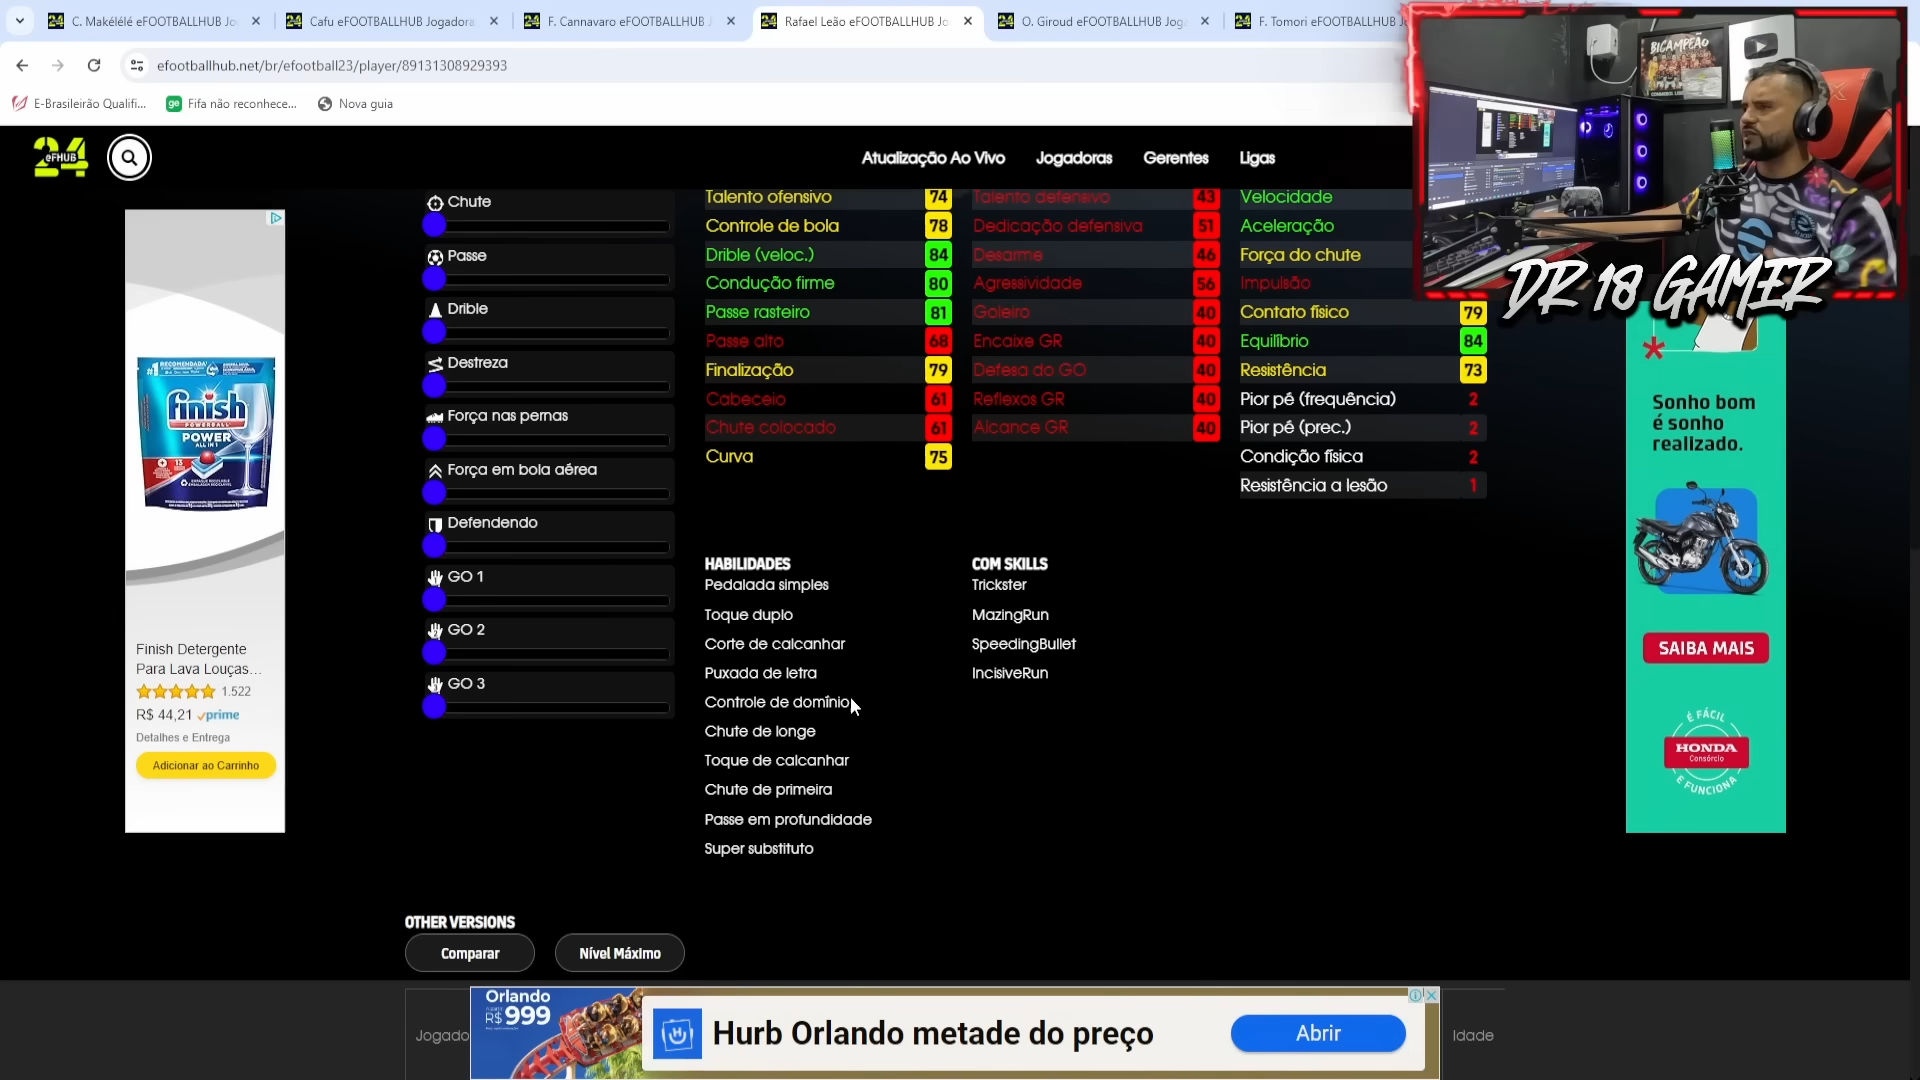 C. Makélélé eFOOTBALLHUB Jo
Cafu eFOOTBALLHUB Jogadora
F. Cannavaro eFOOTBALLHUB J
Rafael Leão eFOOTBALLHUB Jo
O. Giroud eFOOTBALLHUB Jog
F. Tomori eFOOTBALLHUB
efootballhub.net/br/efootball23/player/89131308929393
E-Brasileirão Qualifi...
Fifa não reconhece...
Nova guia
24
eFHUB
Atualização Ao Vivo
Jogadoras
Gerentes
Ligas
BICAMPEÃO
DR 18 GAMER
Chute
Passe
Drible
Destreza
Força nas pernas
Força em bola aérea
Defendendo
GO 1
GO 2
GO 3
Talento ofensivo 74
Controle de bola 78
Drible (veloc.) 84
Condução firme 80
Passe rasteiro 81
Passe alto 68
Finalização 79
Cabeceio 61
Chute colocado 61
Curva 75
Talento defensivo 43
Dedicação defensiva 51
Desarme 46
Agressividade 56
Goleiro 40
Encaixe GR 40
Defesa do GO 40
Reflexos GR 40
Alcance GR 40
Velocidade
Aceleração
Força do chute
Impulsão
Contato físico 79
Equilíbrio 84
Resistência 73
Pior pé (frequência) 2
Pior pé (prec.) 2
Condição física 2
Resistência a lesão 1
HABILIDADES
Pedalada simples
Toque duplo
Corte de calcanhar
Puxada de letra
Controle de domínio
Chute de longe
Toque de calcanhar
Chute de primeira
Passe em profundidade
Super substituto
COM SKILLS
Trickster
MazingRun
SpeedingBullet
IncisiveRun
RECOMENDADA
finish
POWERBALL
POWER
ALL IN 1
Finish Detergente
Para Lava Louças...
1.522
R$ 44,21 prime
Detalhes e Entrega
Adicionar ao Carrinho
Sonho bom
é sonho
realizado.
SAIBA MAIS
É FÁCIL
HONDA
Consórcio
E FUNCIONA
OTHER VERSIONS
Comparar
Nível Máximo
Jogado
Idade
Orlando
R$ 999
Hurb Orlando metade do preço
Abrir